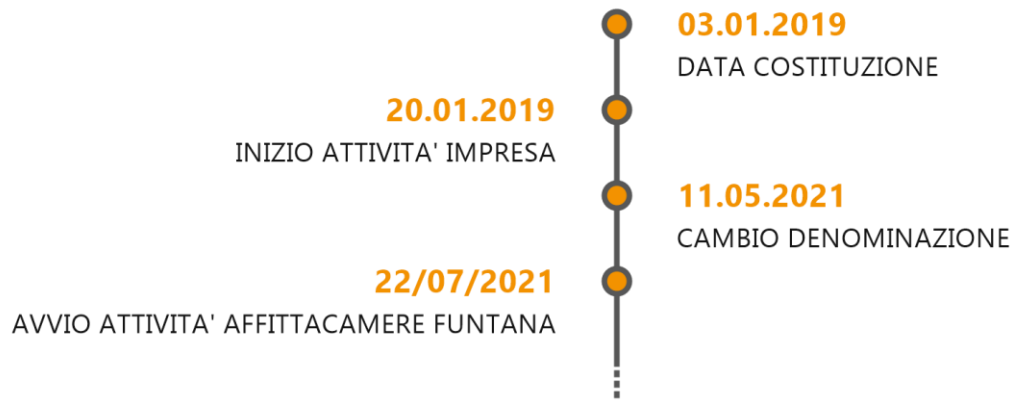 03.01.2019
DATA COSTITUZIONE
20.01.2019
INIZIO ATTIVITA' IMPRESA
11.05.2021
CAMBIO DENOMINAZIONE
22/07/2021
AVVIO ATTIVITA' AFFITTACAMERE FUNTANA